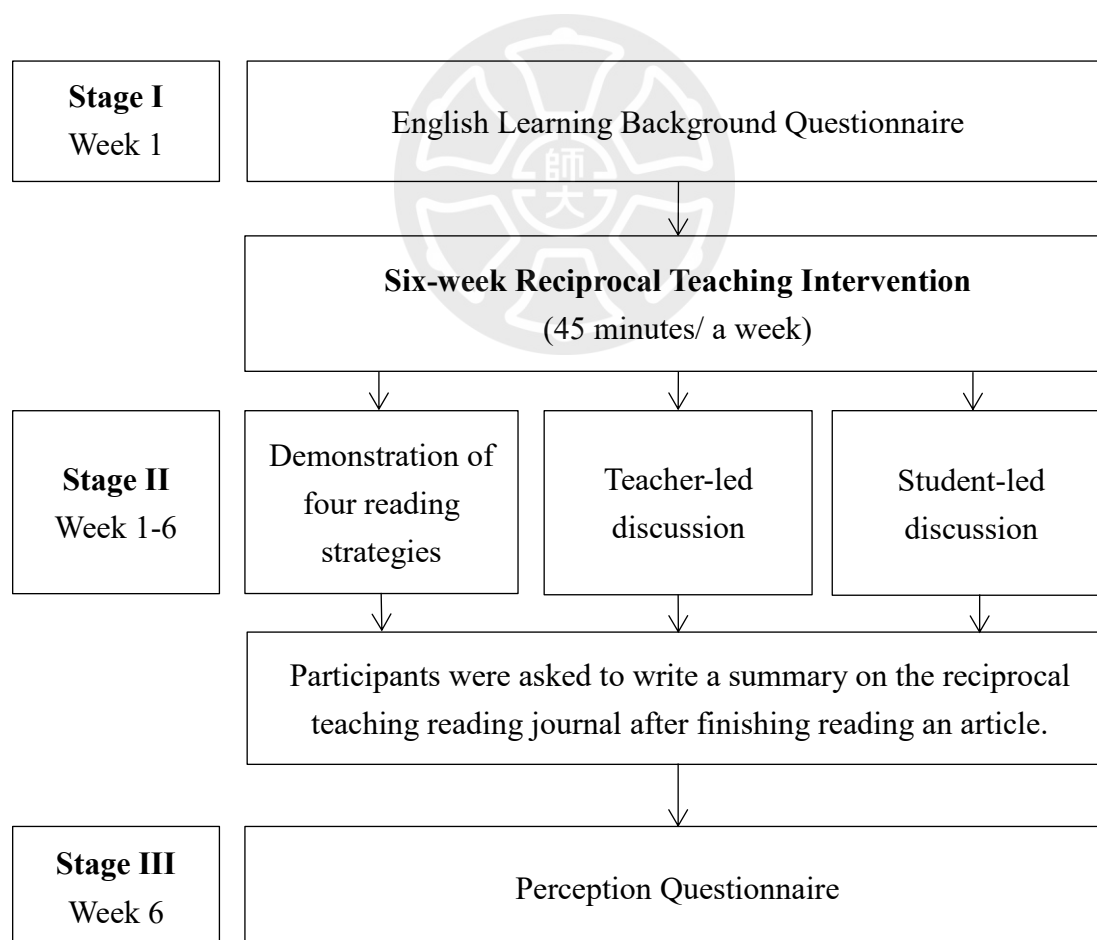 Stage I
Week 1
English Learning Background Questionnaire
師大
Six-week Reciprocal Teaching Intervention
(45 minutes/ a week)
Stage II
Week 1-6
Demonstration of
four reading
strategies
Teacher-led
discussion
Student-led
discussion
Participants were asked to write a summary on the reciprocal
teaching reading journal after finishing reading an article.
Stage III
Week 6
Perception Questionnaire